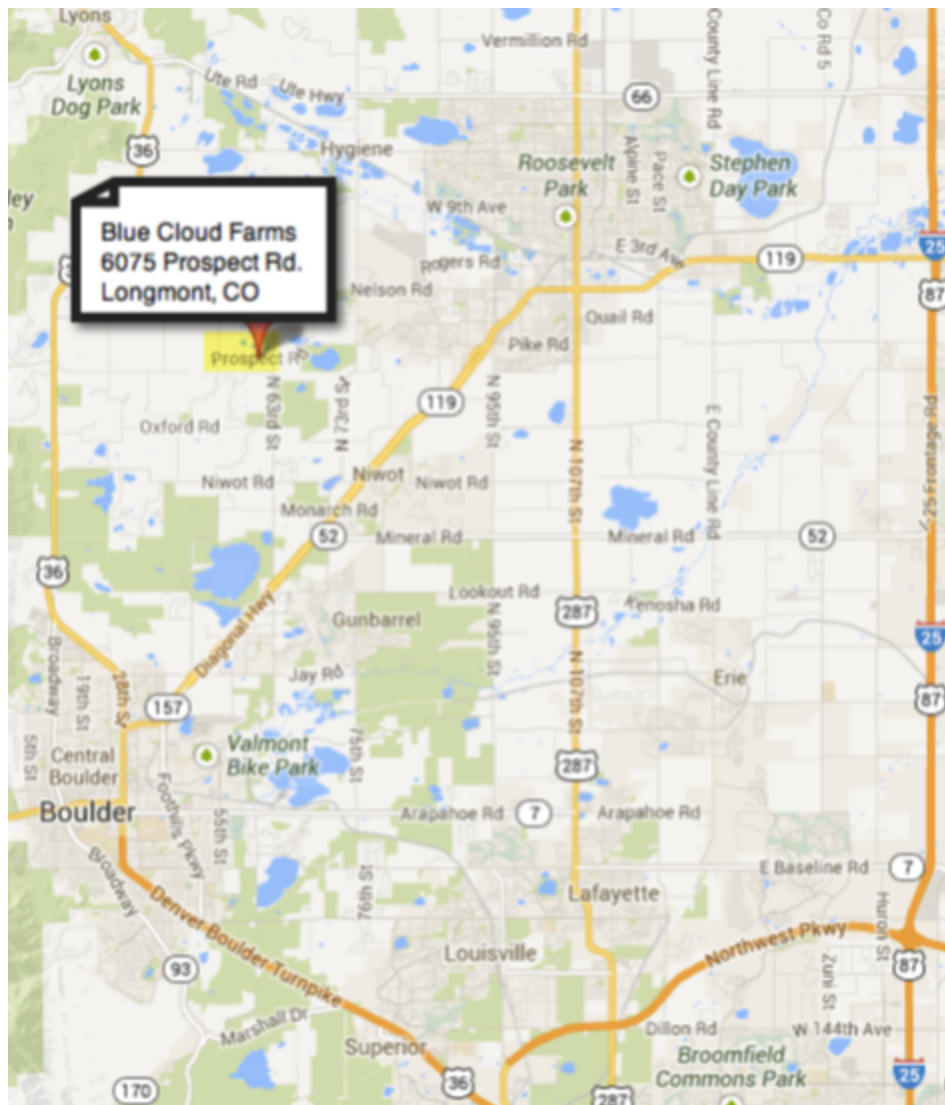 Lyons
Vermillion Rd
County Line Rd
Co Rd 5
Lyons
Dog Park
Ute Rd
Ute Hwy
66
36
Hygiene
Roosevelt
Park
Alpine St
Pace St
Stephen
Day Park
W 9th Ave
Blue Cloud Farms
6075 Prospect Rd.
Longmont, CO
Rogers Rd
E 3rd Ave
119
25
87
Nelson Rd
Quail Rd
Pike Rd
Prospect R
N 63rd St
N 73rd St
119
N 95th St
Oxford Rd
N 107th St
E County Line Rd
I-25 Frontage Rd
Niwot Rd
Niwot
Niwot Rd
Monarch Rd
52
Mineral Rd
Mineral Rd
52
36
Diagonal Hwy
Lookout Rd
N 95th St
287
Kenosha Rd
Gunbarrel
25
Broadway
19th St
28th St
Jay Rd
N 107th St
Erie
87
157
5th St
Central
Boulder
Valmont
Bike Park
75th St
287
Boulder
Foothills Pkwy
55th St
Arapahoe Rd
7
Arapahoe Rd
Broadway
76th St
E Baseline Rd
7
Denver Boulder Turnpike
Lafayette
Huron St
93
Louisville
Northwest Pkwy
87
Zuni St
Marshall Dr
Superior
Dillon Rd
W 144th Ave
Broomfield
Commons Park
170
36
287
25